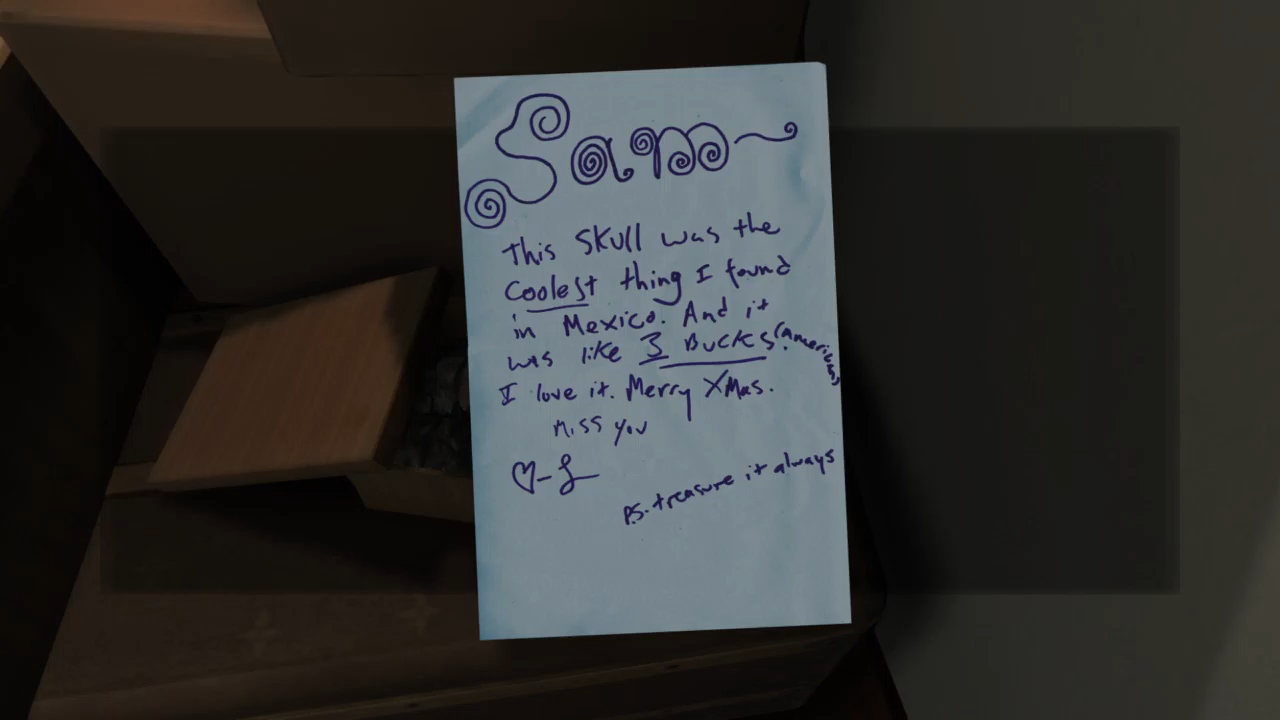 Sam
This SKull was the
coolest thing I found
in Mexico. And it
was like 3 Bucks. (american)
I love it. Merry XMas.
Miss you
♡-L
P.S. treasure it always